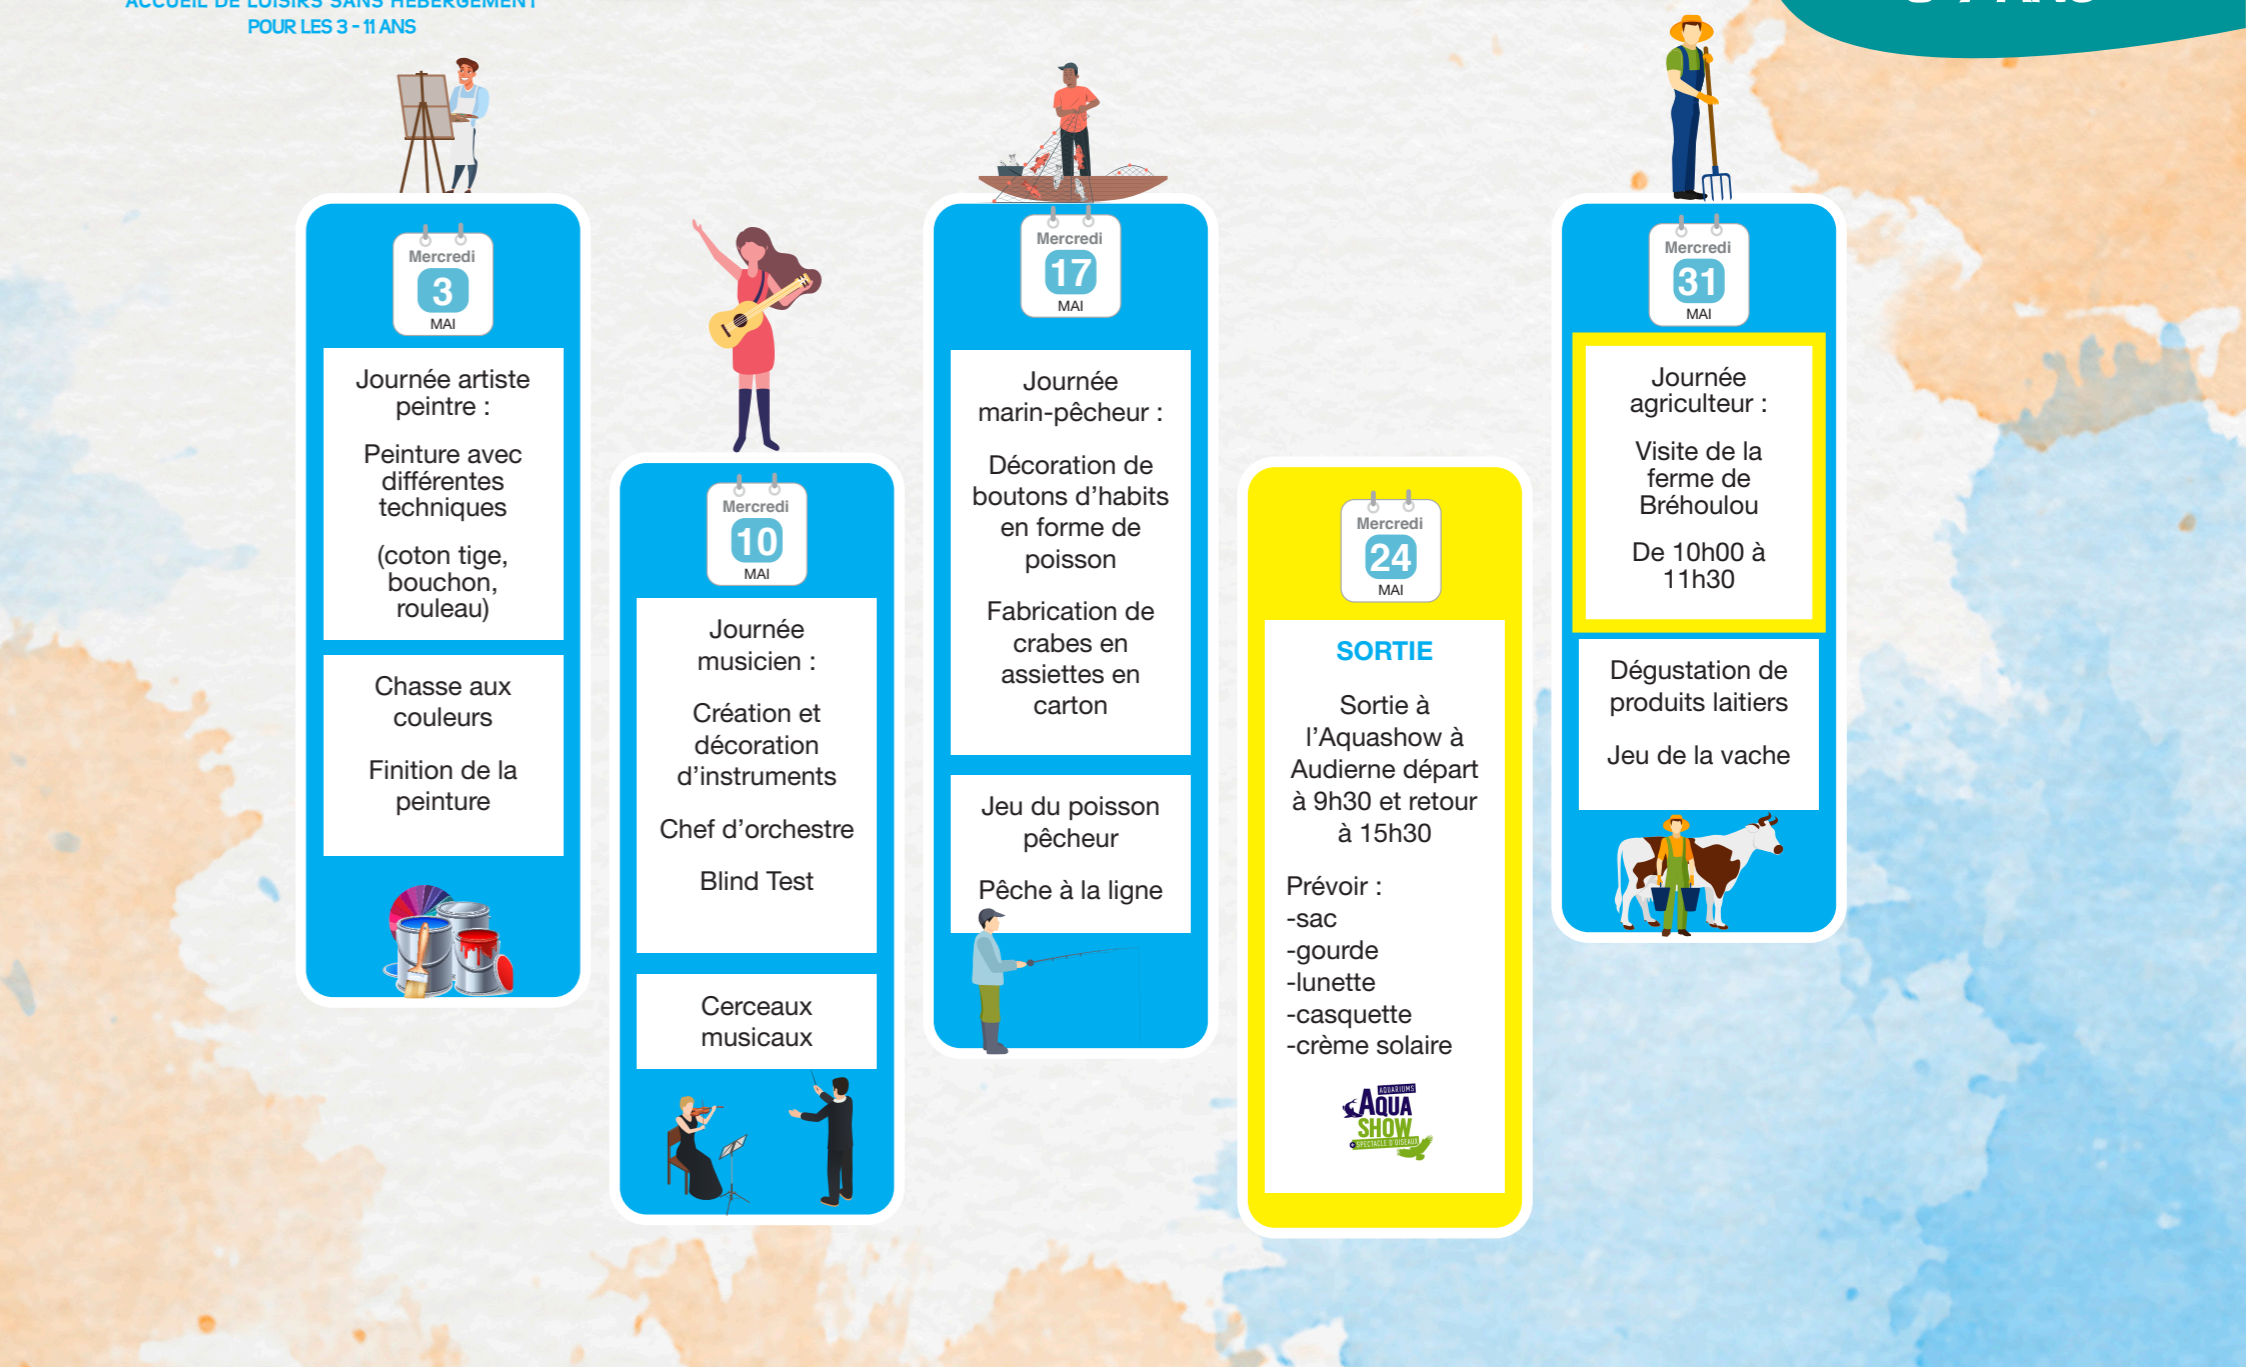 ACCUEIL DE LOISIRS SANS HÉBERGEMENT
POUR LES 3 - 11 ANS
ANS
Mercredi
3
MAI
Journée artiste
peintre :
Peinture avec
différentes
techniques
(coton tige,
bouchon,
rouleau)
Chasse aux
couleurs
Finition de la
peinture
Mercredi
10
MAI
Journée
musicien :
Création et
décoration
d’instruments
Chef d’orchestre
Blind Test
Cerceaux
musicaux
Mercredi
17
MAI
Journée
marin-pêcheur :
Décoration de
boutons d’habits
en forme de
poisson
Fabrication de
crabes en
assiettes en
carton
Jeu du poisson
pêcheur
Pêche à la ligne
Mercredi
24
MAI
SORTIE
Sortie à
l’Aquashow à
Audierne départ
à 9h30 et retour
à 15h30
Prévoir :
-sac
-gourde
-lunette
-casquette
-crème solaire
AQUARIUMS
AQUA
SHOW
+ SPECTACLE D'OISEAUX
Mercredi
31
MAI
Journée
agriculteur :
Visite de la
ferme de
Bréhoulou
De 10h00 à
11h30
Dégustation de
produits laitiers
Jeu de la vache